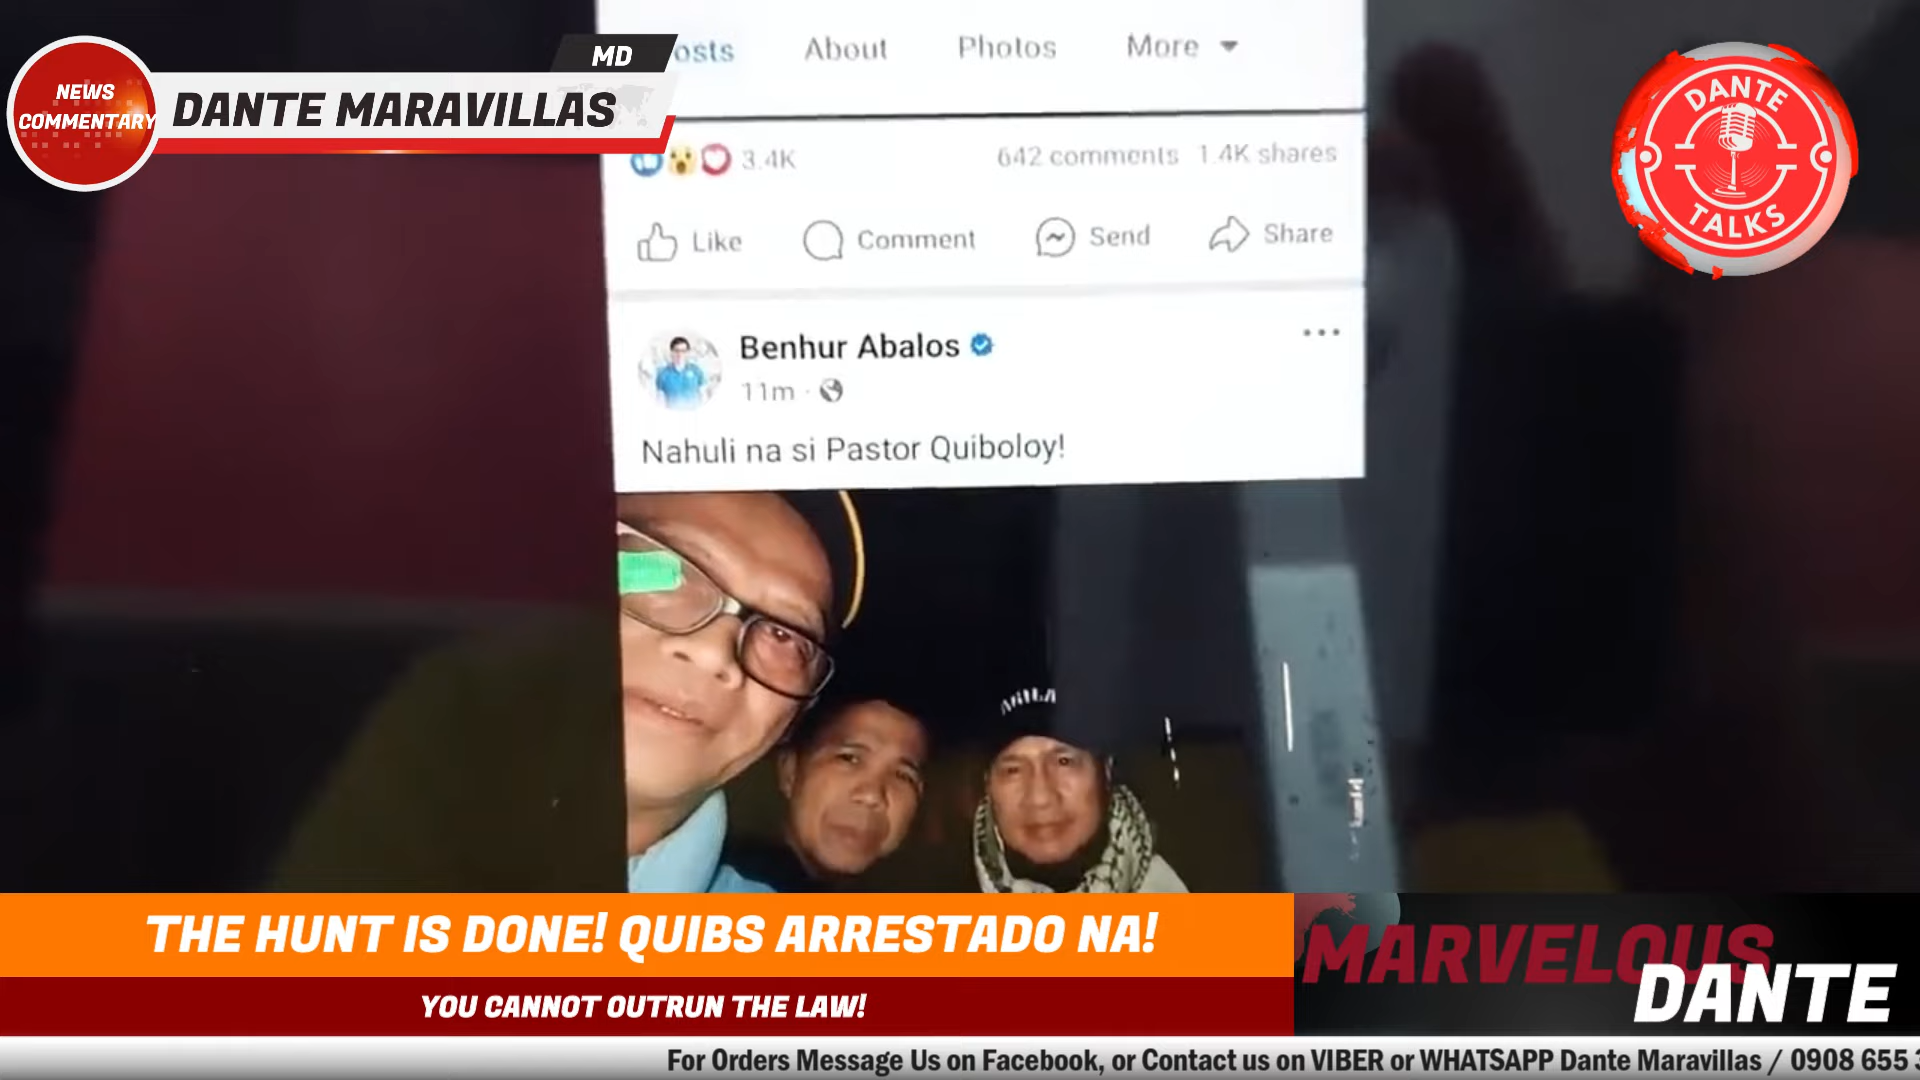 MD
NEWS
COMMENTARY
DANTE MARAVILLAS
osts About Photos More
3.4K 642 comments 1.4K shares
Like Comment Send Share
Benhur Abalos
11m
Nahuli na si Pastor Quiboloy!
DANTE
TALKS
THE HUNT IS DONE! QUIBS ARRESTADO NA!
YOU CANNOT OUTRUN THE LAW!
MARVELOUS
DANTE
For Orders Message Us on Facebook, or Contact us on VIBER or WHATSAPP Dante Maravillas / 0908 655